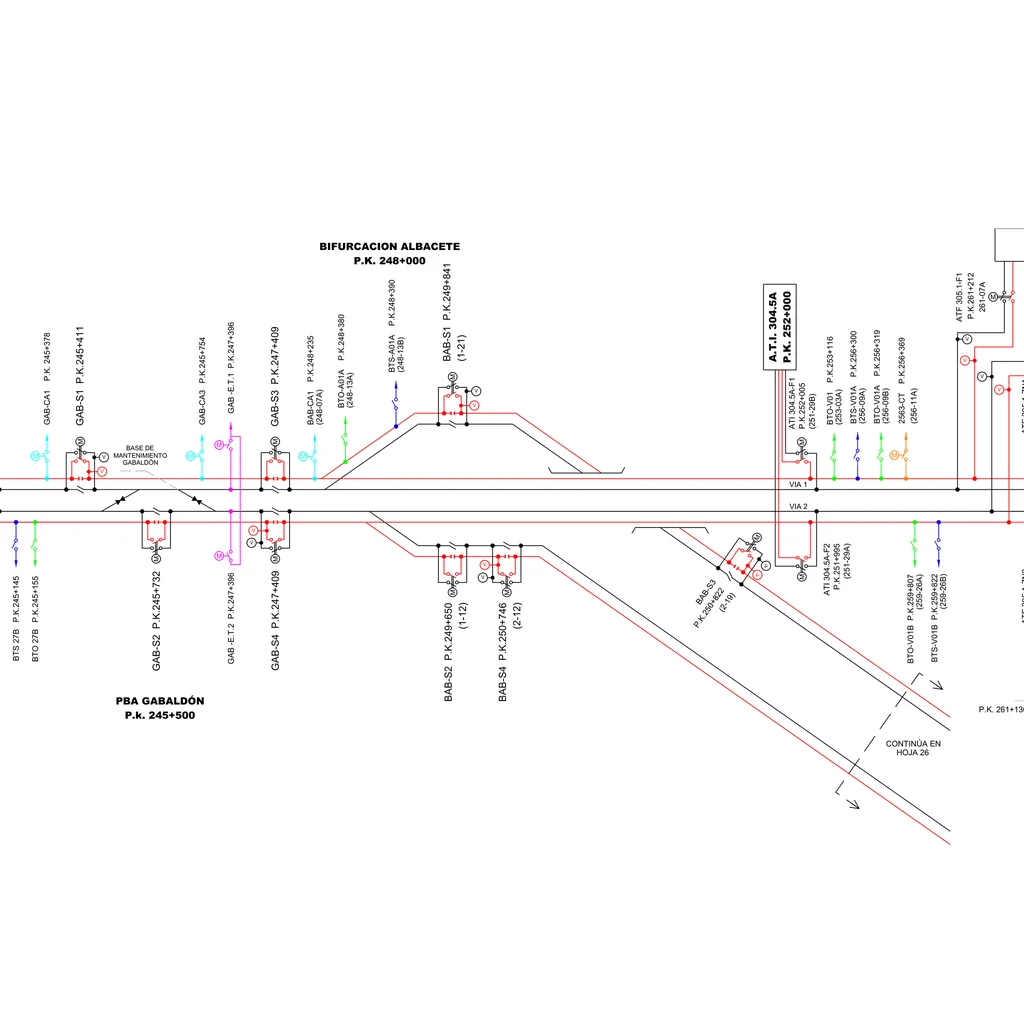 BIFURCACION ALBACETE
P.K. 248+000
GAB-CA1 P.K. 245+378
GAB-S1 P.K.245+411
BASE DE
MANTENIMIENTO
GABALDÓN
GAB-CA3 P.K.245+754
GAB -E.T.1 P.K.247+396
GAB-S3 P.K.247+409
BAB-CA1 P.K.248+235
(248-07A)
BTO-A01A P.K.248+380
(248-13A)
BTS-A01A P.K.248+390
(248-13B)
BAB-S1 P.K.249+841
(1-21)
A.T.I. 304.5A
P.K. 252+000
ATI 304.5A-F1
P.K.252+005
(251-29B)
BTO-V01 P.K.253+116
(253-03A)
BTS-V01A P.K.256+300
(256-09A)
BTO-V01A P.K.256+319
(256-09B)
2563-CT P.K.256+369
(256-11A)
ATF 305.1-F1
P.K.261+212
261-07A
M
M
M
M
M
M
M
M
M
M
V
V
V
V
V
V
V
V
VIA 1
VIA 2
V
V
V
V
V
V
M
M
M
M
M
M
M
BTS 27B P.K.245+145
BTO 27B P.K.245+155
GAB-S2 P.K.245+732
GAB -E.T.2 P.K.247+396
GAB-S4 P.K.247+409
BAB-S2 P.K.249+650
(1-12)
BAB-S4 P.K.250+746
(2-12)
BAB-S3
P.K.250+822
(2-19)
ATI 304.5A-F2
P.K.251+995
(251-29A)
BTO-V01B P.K.259+807
(259-26A)
BTS-V01B P.K.259+822
(259-26B)
PBA GABALDÓN
P.k. 245+500
P.K. 261+13
CONTINÚA EN
HOJA 26